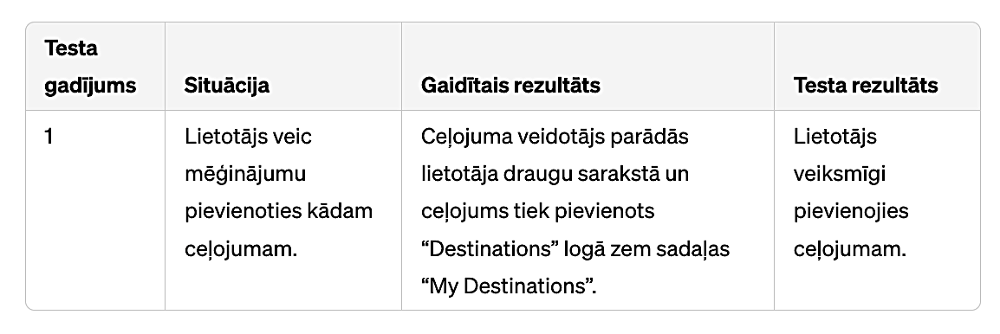 Testa
gadījums
Situācija
Gaidītais rezultāts
Testa rezultāts
1
Lietotājs veic
mēģinājumu
pievienoties kādam
ceļojumam.
Ceļojuma veidotājs parādās
lietotāja draugu sarakstā un
ceļojums tiek pievienots
“Destinations” logā zem sadaļas
“My Destinations”.
Lietotājs
veiksmīgi
pievienojies
ceļojumam.